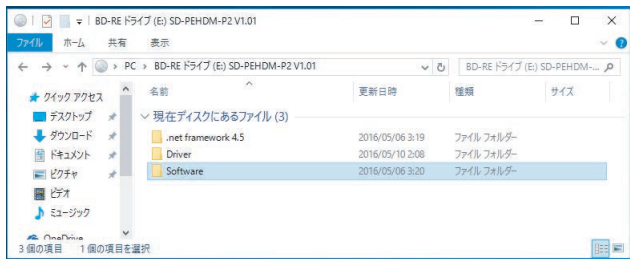 BD-RE ドライブ (E:) SD-PEHDM-P2 V1.01
ファイル ホーム 共有 表示
PC › BD-RE ドライブ (E:) SD-PEHDM-P2 V1.01
BD-RE ドライブ (E:) SD-PEHDM-...
名前 更新日時 種類 サイズ
クイック アクセス
デスクトップ
ダウンロード
ドキュメント
ピクチャ
ビデオ
ミュージック
OneDrive
現在ディスクにあるファイル (3)
.net framework 4.5 2016/05/06 3:19 ファイル フォルダー
Driver 2016/05/10 2:08 ファイル フォルダー
Software 2016/05/06 3:20 ファイル フォルダー
3 個の項目 1 個の項目を選択